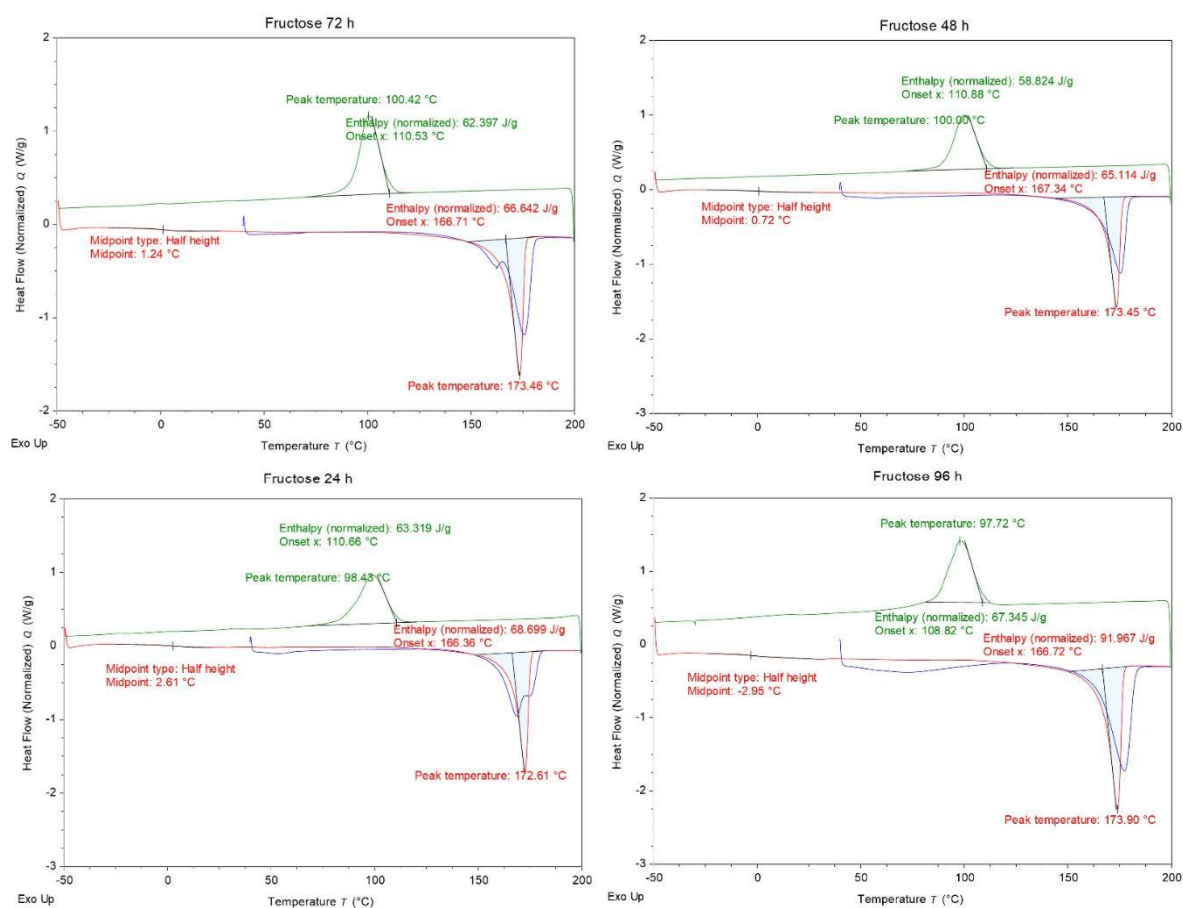 Fructose 72 h
2
Peak temperature: 100.42 °C
Enthalpy (normalized): 62.397 J/g
Onset x: 110.53 °C
1
Enthalpy (normalized): 66.642 J/g
Onset x: 166.71 °C
0
Midpoint type: Half height
Midpoint: 1.24 °C
-1
Peak temperature: 173.46 °C
-2
Heat Flow (Normalized) Q (W/g)
-50 0 50 100 150 200
Exo Up
Temperature T (°C)
Fructose 48 h
2
Enthalpy (normalized): 58.824 J/g
Onset x: 110.88 °C
Peak temperature: 100.00 °C
1
Enthalpy (normalized): 65.114 J/g
Onset x: 167.34 °C
0
Midpoint type: Half height
Midpoint: 0.72 °C
-1
Peak temperature: 173.45 °C
-2
-3
Heat Flow (Normalized) Q (W/g)
-50 0 50 100 150 200
Exo Up
Temperature T (°C)
Fructose 24 h
2
Enthalpy (normalized): 63.319 J/g
Onset x: 110.66 °C
Peak temperature: 98.43 °C
1
Enthalpy (normalized): 68.699 J/g
Onset x: 166.36 °C
0
Midpoint type: Half height
Midpoint: 2.61 °C
-1
Peak temperature: 172.61 °C
-2
-3
Heat Flow (Normalized) Q (W/g)
-50 0 50 100 150 200
Exo Up
Temperature T (°C)
Fructose 96 h
2
Peak temperature: 97.72 °C
1
Enthalpy (normalized): 67.345 J/g
Onset x: 108.82 °C
Enthalpy (normalized): 91.967 J/g
Onset x: 166.72 °C
0
Midpoint type: Half height
Midpoint: -2.95 °C
-1
-2
Peak temperature: 173.90 °C
-3
Heat Flow (Normalized) Q (W/g)
-50 0 50 100 150 200
Exo Up
Temperature T (°C)